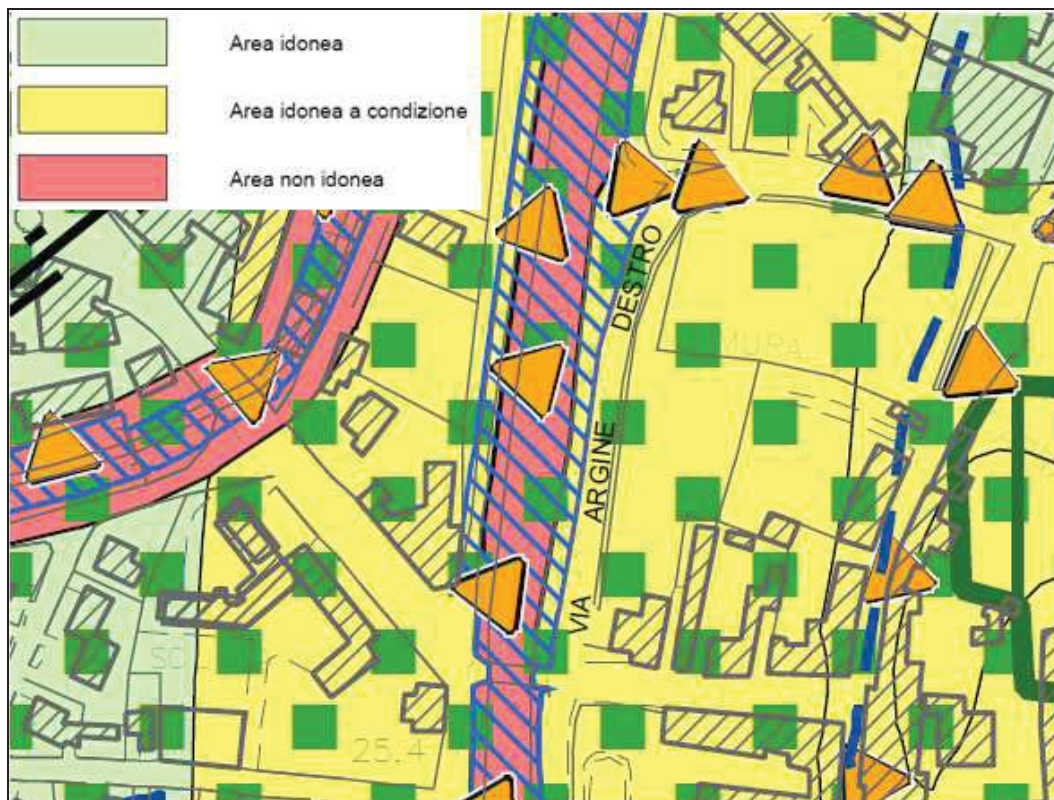 Area idonea
Area idonea a condizione
Area non idonea
VIA ARGINE DESTRO
MURA
25.4